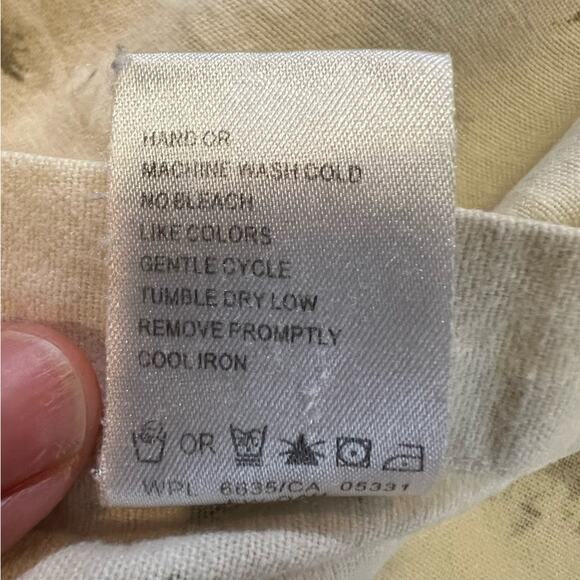 HAND OR
MACHINE WASH COLD
NO BLEACH
LIKE COLORS
GENTLE CYCLE
TUMBLE DRY LOW
REMOVE PROMPTLY
COOL IRON
OR
WPL 6635/CA 05331